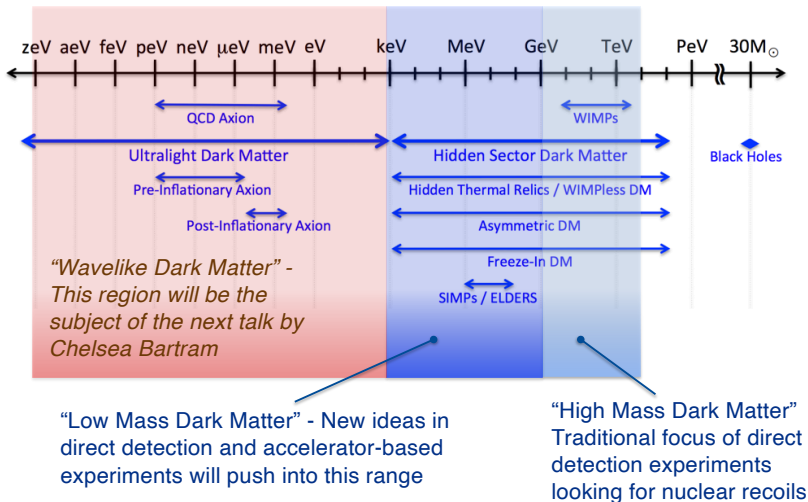 zeV aeV feV peV neV μeV meV eV keV MeV GeV TeV PeV 30M☉
QCD Axion
WIMPs
Ultralight Dark Matter
Hidden Sector Dark Matter
Black Holes
Pre-Inflationary Axion
Hidden Thermal Relics / WIMPless DM
Post-Inflationary Axion
Asymmetric DM
Freeze-In DM
SIMPs / ELDERS
“Wavelike Dark Matter” -
This region will be the
subject of the next talk by
Chelsea Bartram
“Low Mass Dark Matter” - New ideas in
direct detection and accelerator-based
experiments will push into this range
“High Mass Dark Matter”
Traditional focus of direct
detection experiments
looking for nuclear recoils